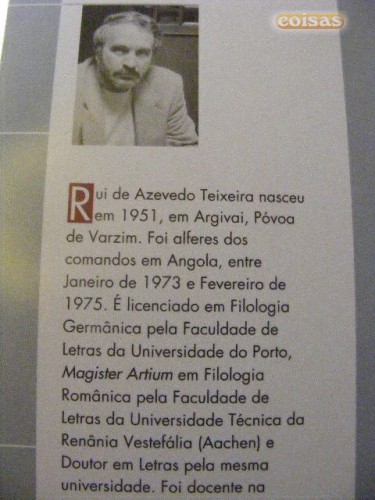 coisas
Rui de Azevedo Teixeira nasceu
em 1951, em Argivai, Póvoa
de Varzim. Foi alferes dos
comandos em Angola, entre
Janeiro de 1973 e Fevereiro de
1975. É licenciado em Filologia
Germânica pela Faculdade de
Letras da Universidade do Porto,
Magister Artium em Filologia
Românica pela Faculdade de
Letras da Universidade Técnica da
Renânia Vestefália (Aachen) e
Doutor em Letras pela mesma
universidade. Foi docente na